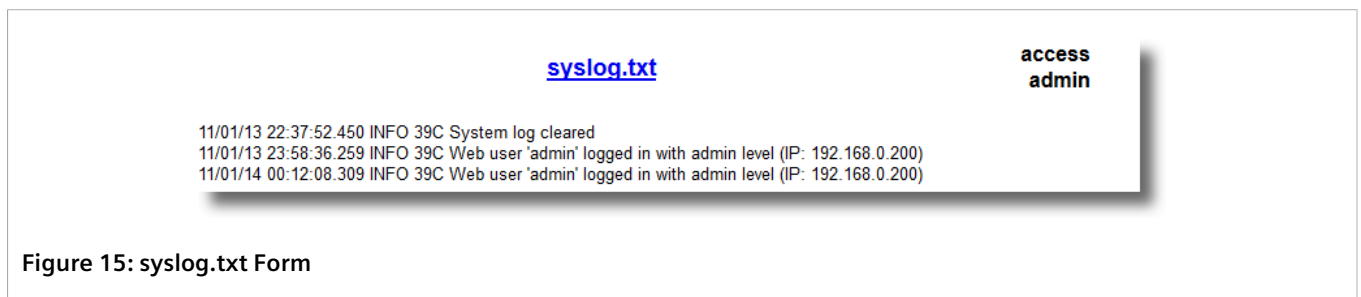 syslog.txt
access
admin
11/01/13 22:37:52.450 INFO 39C System log cleared
11/01/13 23:58:36.259 INFO 39C Web user 'admin' logged in with admin level (IP: 192.168.0.200)
11/01/14 00:12:08.309 INFO 39C Web user 'admin' logged in with admin level (IP: 192.168.0.200)
Figure 15: syslog.txt Form